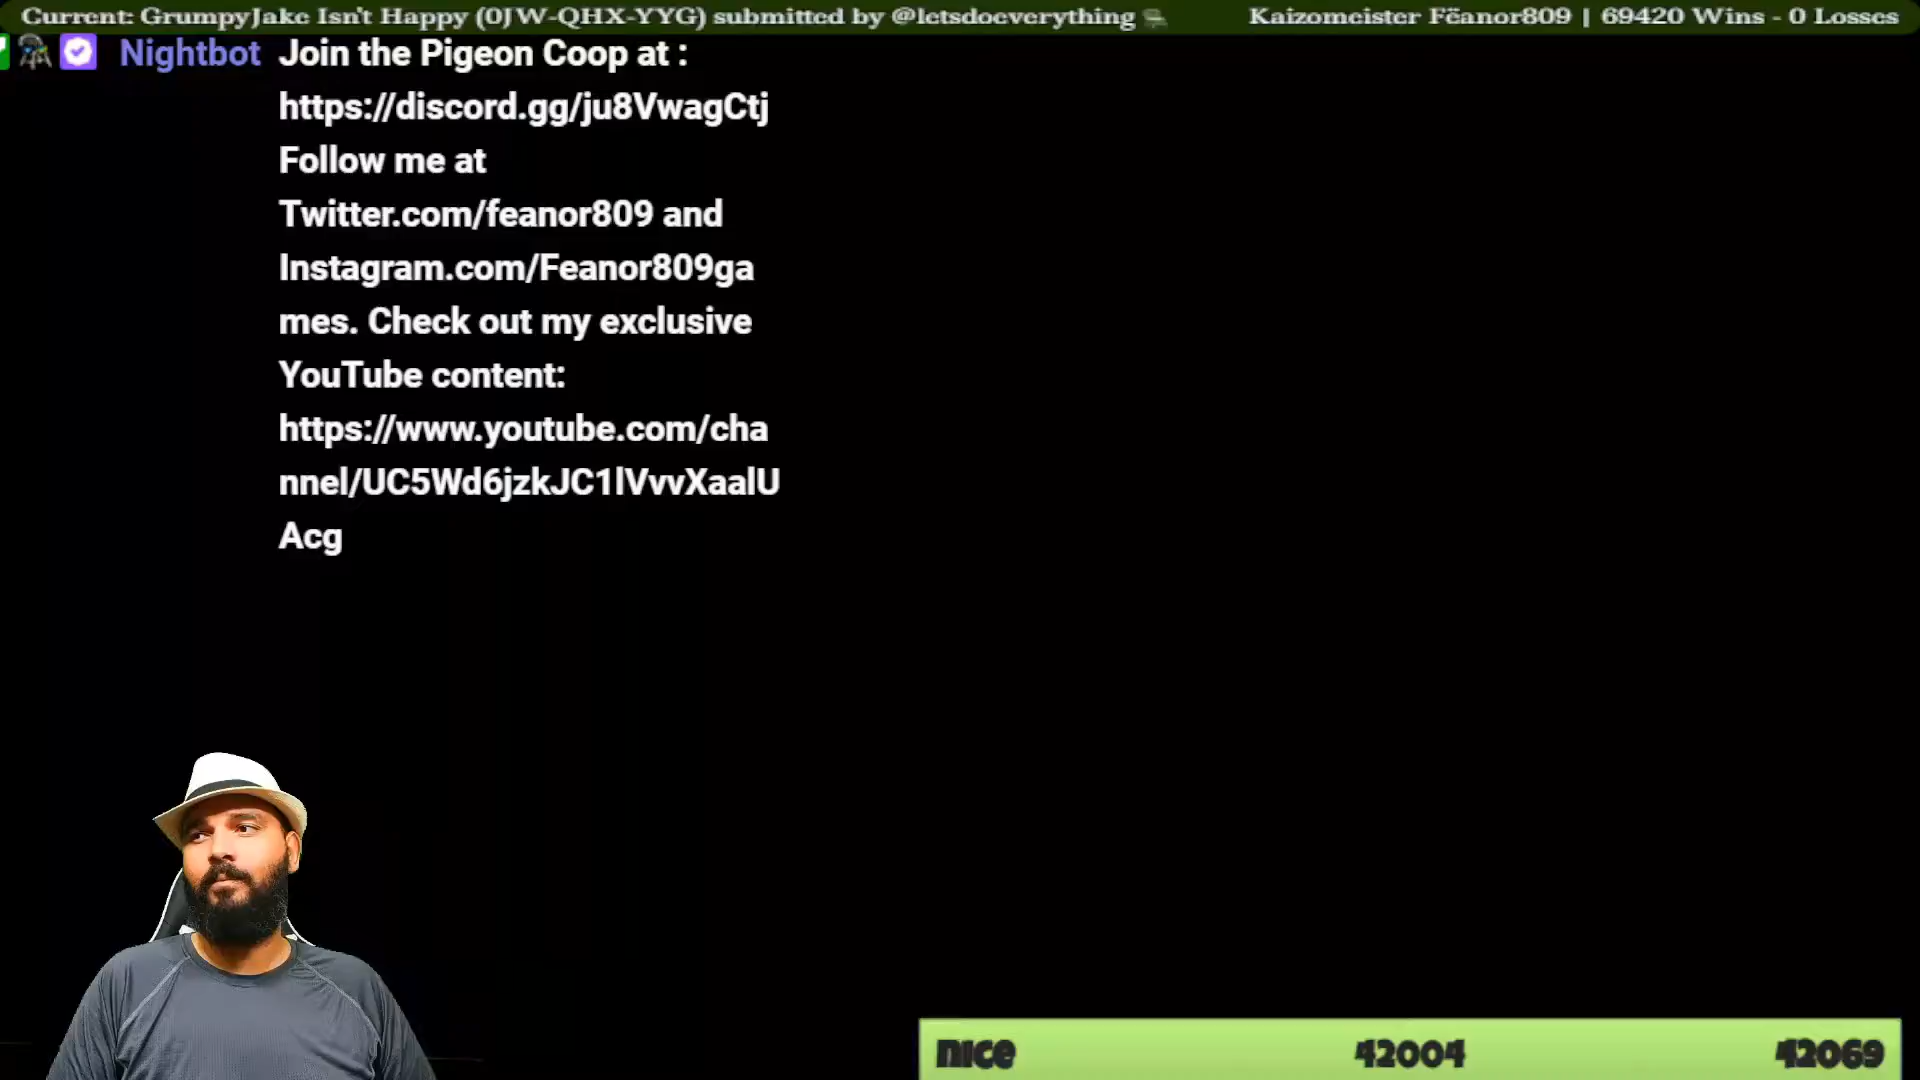 Current: GrumpyJake Isn't Happy (0JW-QHX-YYG) submitted by @letsdoeverything
Kaizomeister Fëanor809 | 69420 Wins - 0 Losses
Nightbot Join the Pigeon Coop at :
https://discord.gg/ju8VwagCtj
Follow me at
Twitter.com/feanor809 and
Instagram.com/Feanor809ga
mes. Check out my exclusive
YouTube content:
https://www.youtube.com/cha
nnel/UC5Wd6jzkJC1lVvvXaalU
Acg
nice 42004 42069